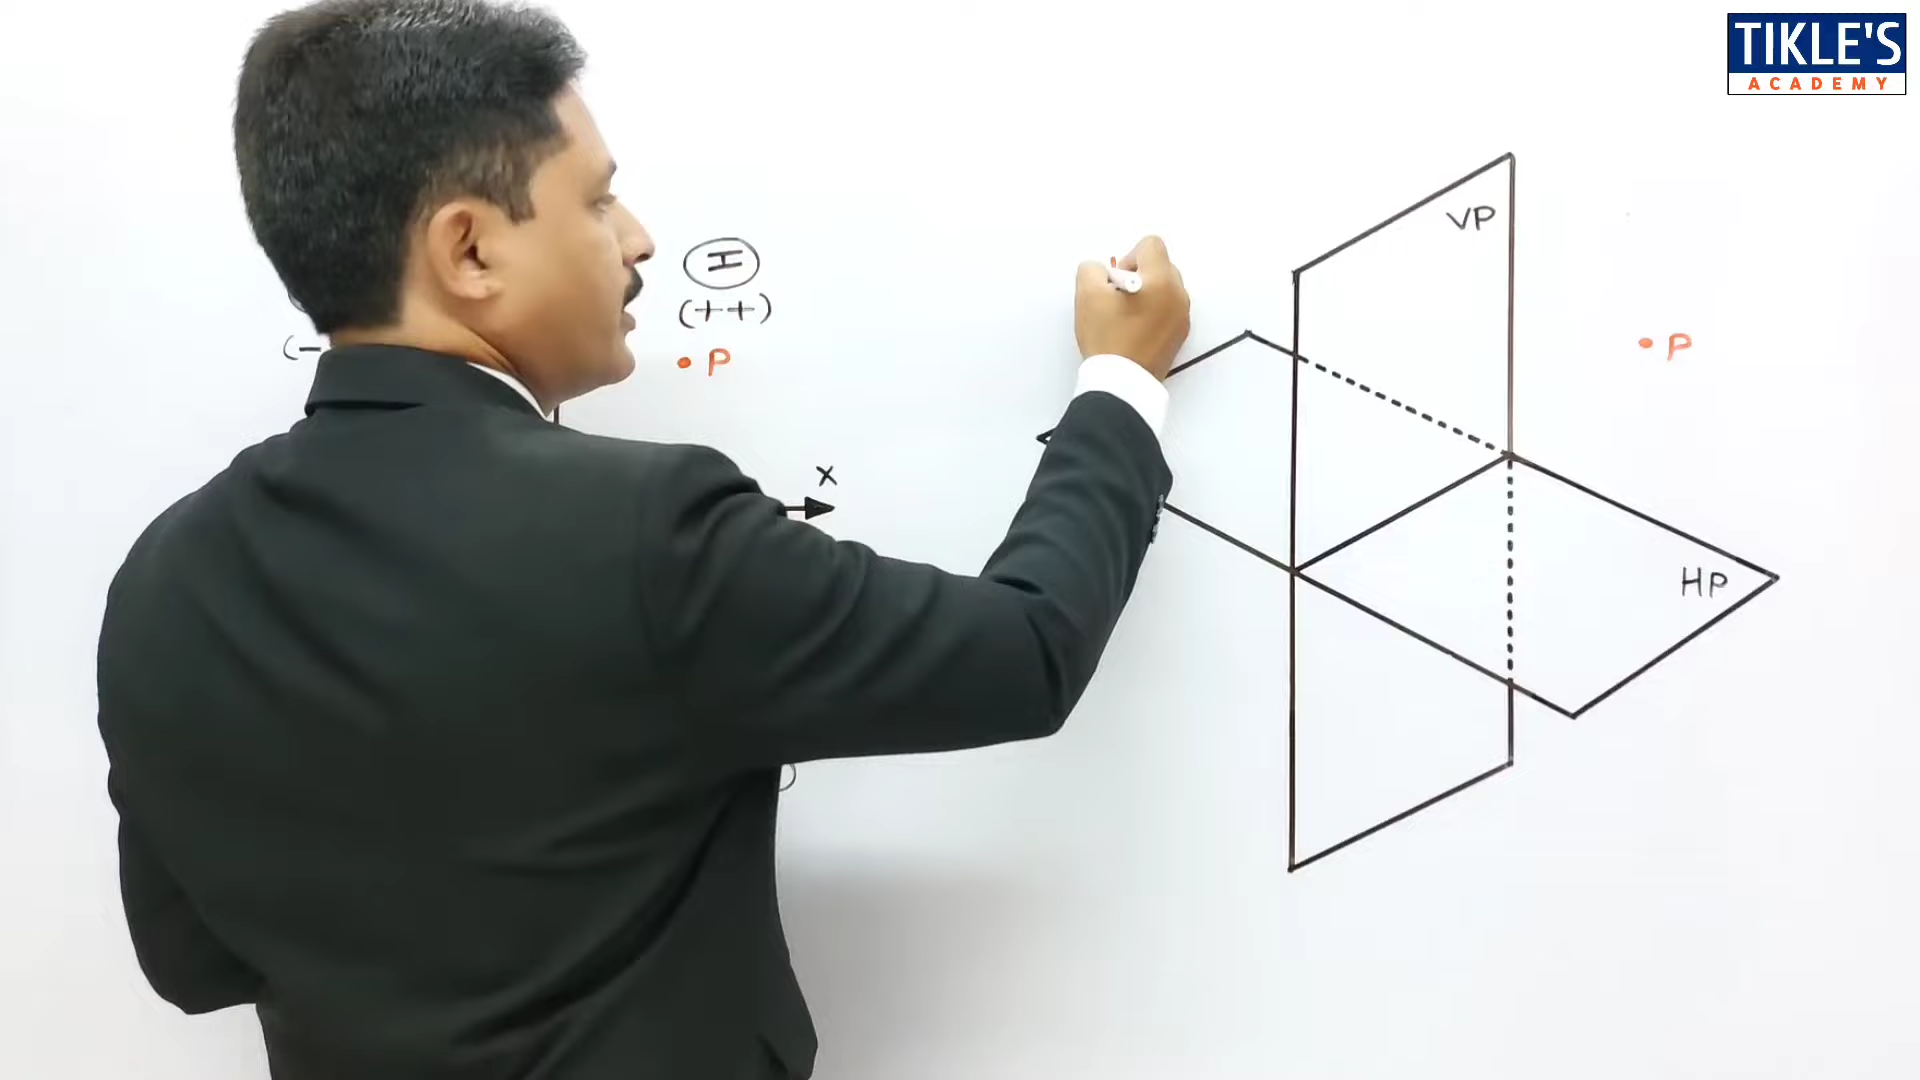 TIKLE'S
ACADEMY
I
(++)
(–
• P
X
VP
• P
HP